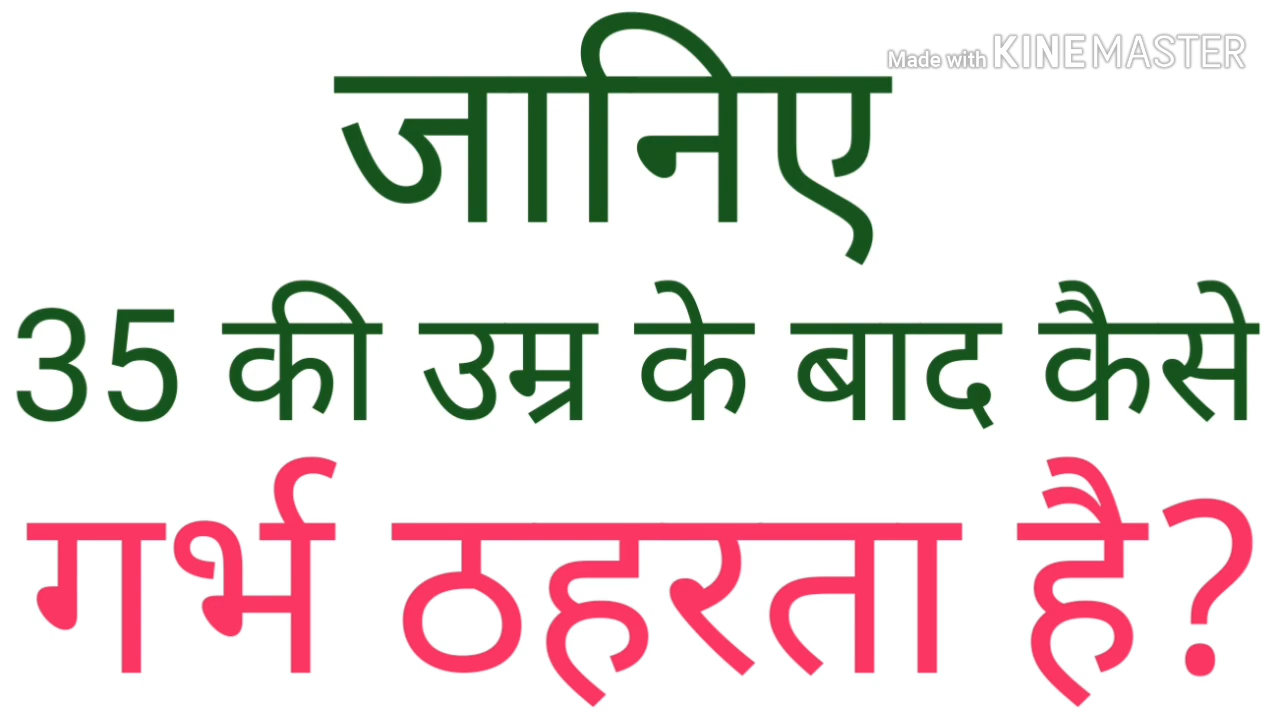 Made with KINEMASTER
जानिए
35 की उम्र के बाद कैसे
गर्भ ठहरता है?